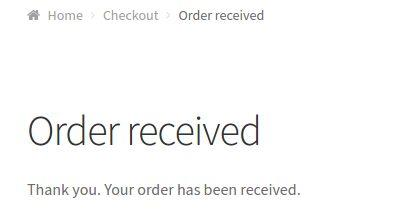 Home > Checkout > Order received
Order received
Thank you. Your order has been received.